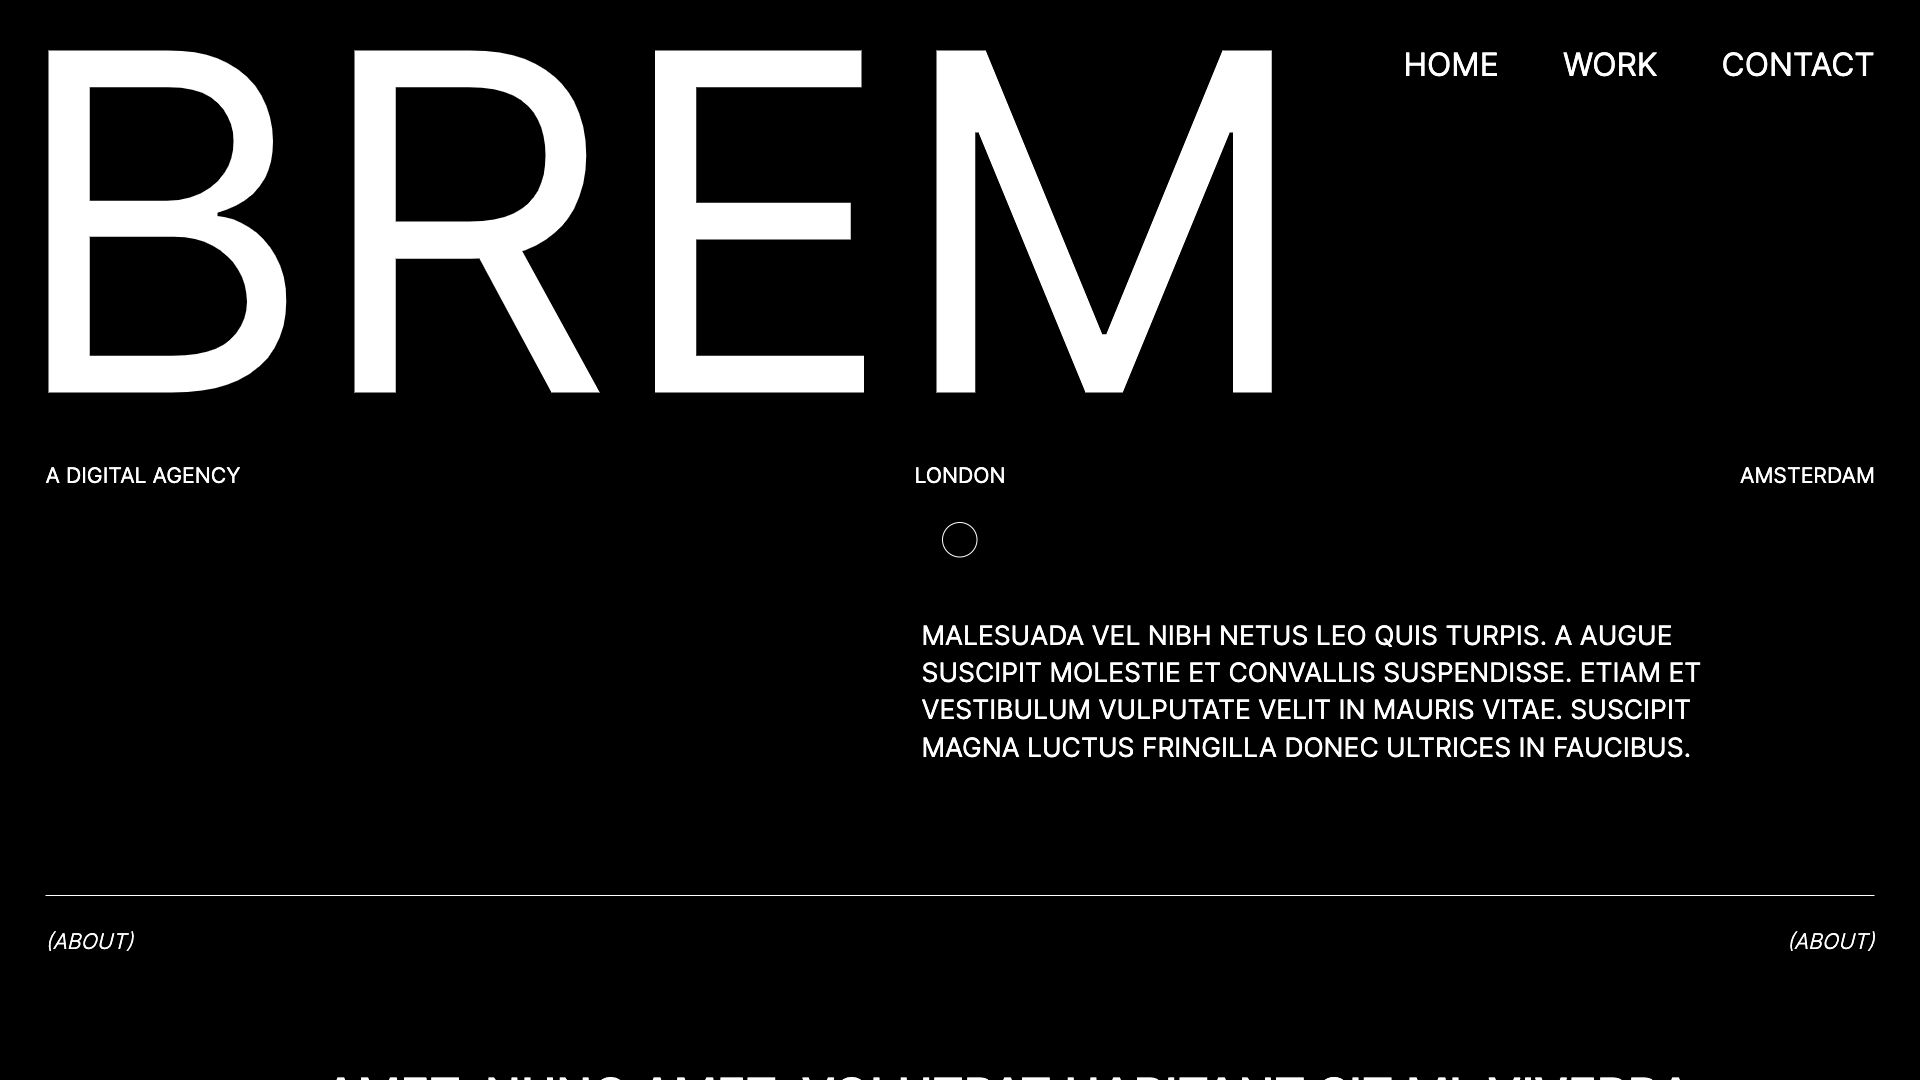 BREM
HOME WORK CONTACT
A DIGITAL AGENCY
LONDON
AMSTERDAM
MALESUADA VEL NIBH NETUS LEO QUIS TURPIS. A AUGUE
SUSCIPIT MOLESTIE ET CONVALLIS SUSPENDISSE. ETIAM ET
VESTIBULUM VULPUTATE VELIT IN MAURIS VITAE. SUSCIPIT
MAGNA LUCTUS FRINGILLA DONEC ULTRICES IN FAUCIBUS.
(ABOUT)
(ABOUT)